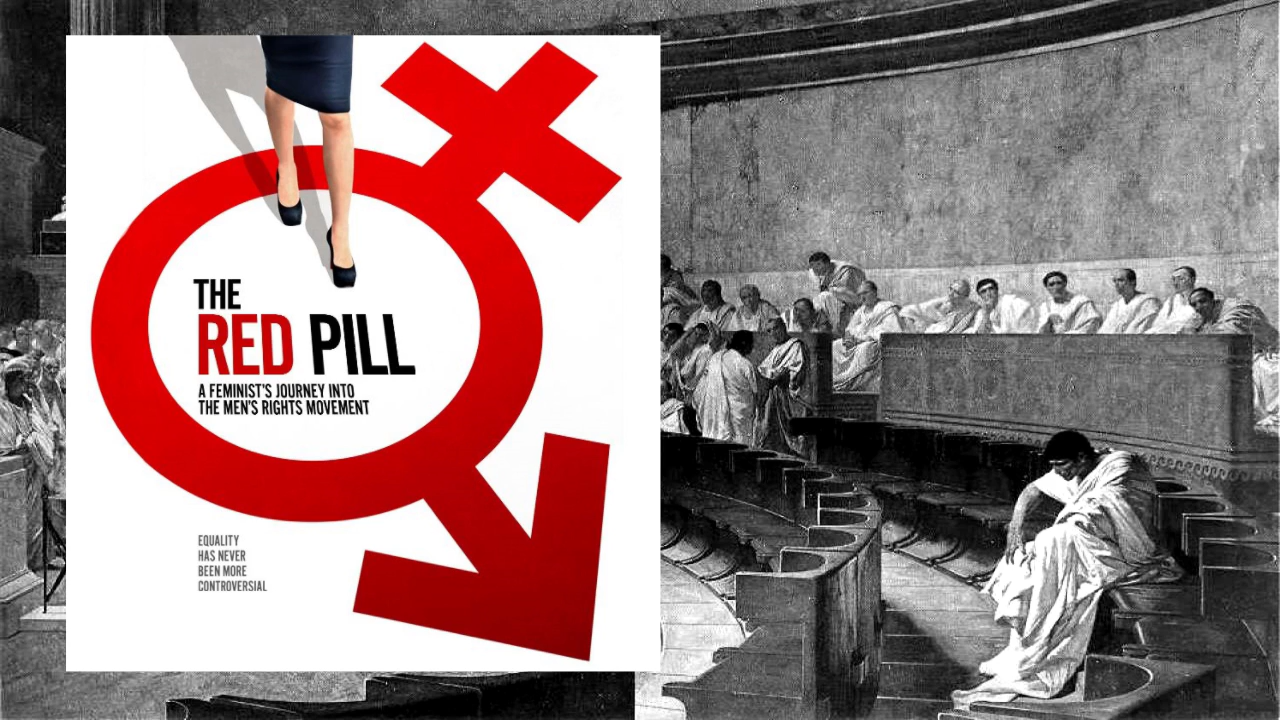 THE
RED PILL
A FEMINIST'S JOURNEY INTO
THE MEN'S RIGHTS MOVEMENT
EQUALITY
HAS NEVER
BEEN MORE
CONTROVERSIAL